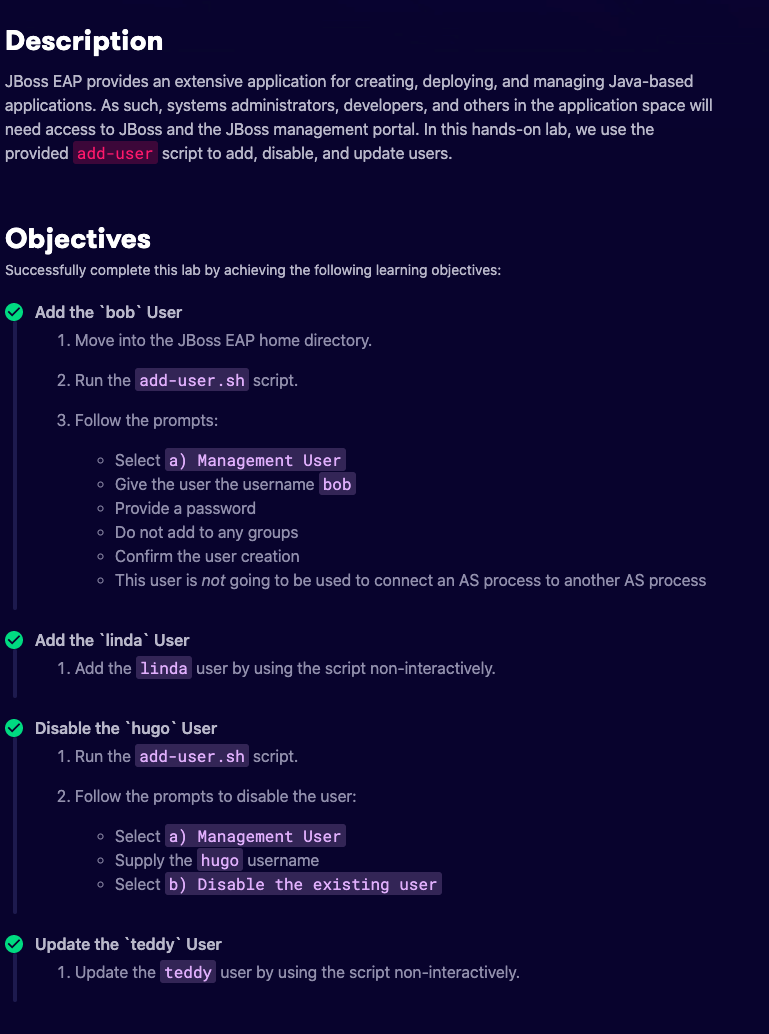 Description
JBoss EAP provides an extensive application for creating, deploying, and managing Java-based
applications. As such, systems administrators, developers, and others in the application space will
need access to JBoss and the JBoss management portal. In this hands-on lab, we use the
provided add-user script to add, disable, and update users.
Objectives
Successfully complete this lab by achieving the following learning objectives:
Add the `bob` User
1. Move into the JBoss EAP home directory.
2. Run the add-user.sh script.
3. Follow the prompts:
Select a) Management User
Give the user the username bob
Provide a password
Do not add to any groups
Confirm the user creation
This user is not going to be used to connect an AS process to another AS process
Add the `linda` User
1. Add the linda user by using the script non-interactively.
Disable the `hugo` User
1. Run the add-user.sh script.
2. Follow the prompts to disable the user:
Select a) Management User
Supply the hugo username
Select b) Disable the existing user
Update the `teddy` User
1. Update the teddy user by using the script non-interactively.